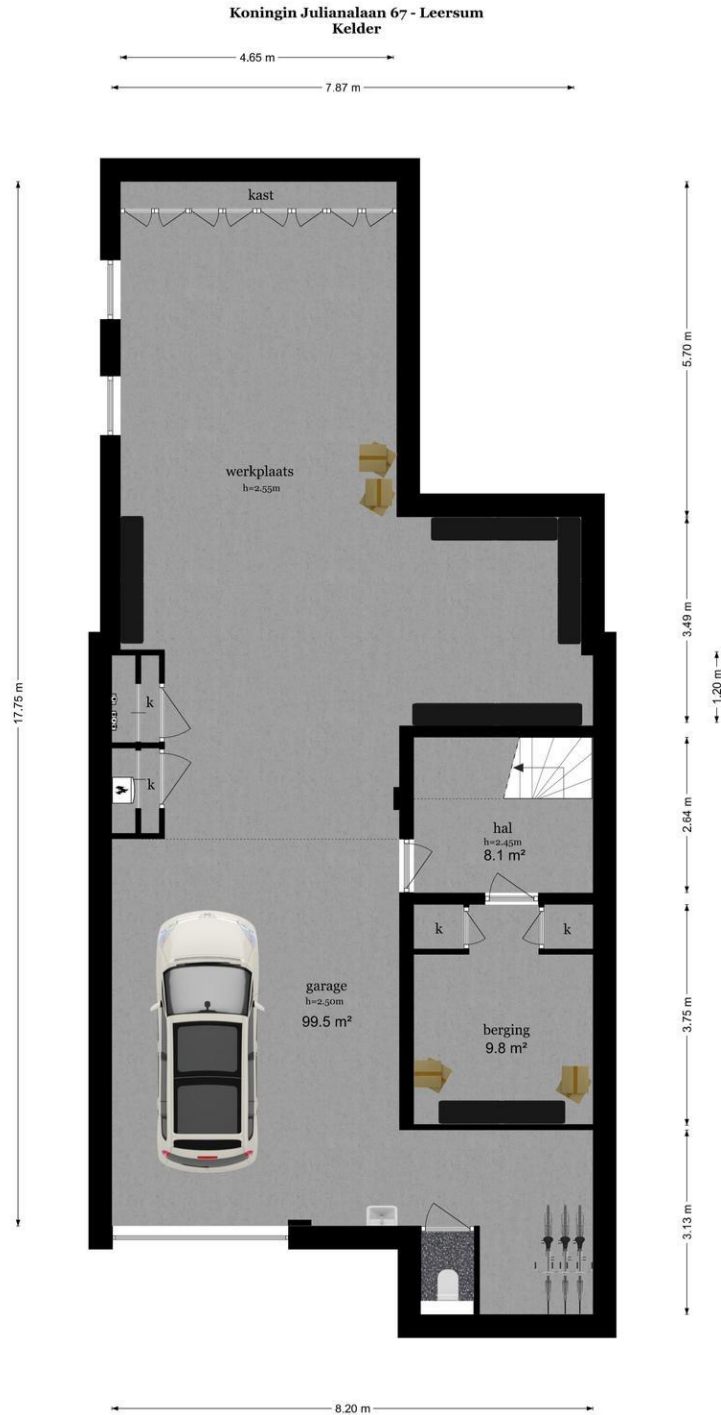 Koningin Julianalaan 67 - Leersum
Kelder
4.65 m
7.87 m
kast
5.70 m
werkplaats
h=2.55m
3.49 m
1.20 m
17.75 m
k
k
2.64 m
hal
h=2.45m
8.1 m²
k
k
garage
h=2.50m
99.5 m²
3.75 m
berging
9.8 m²
3.13 m
8.20 m